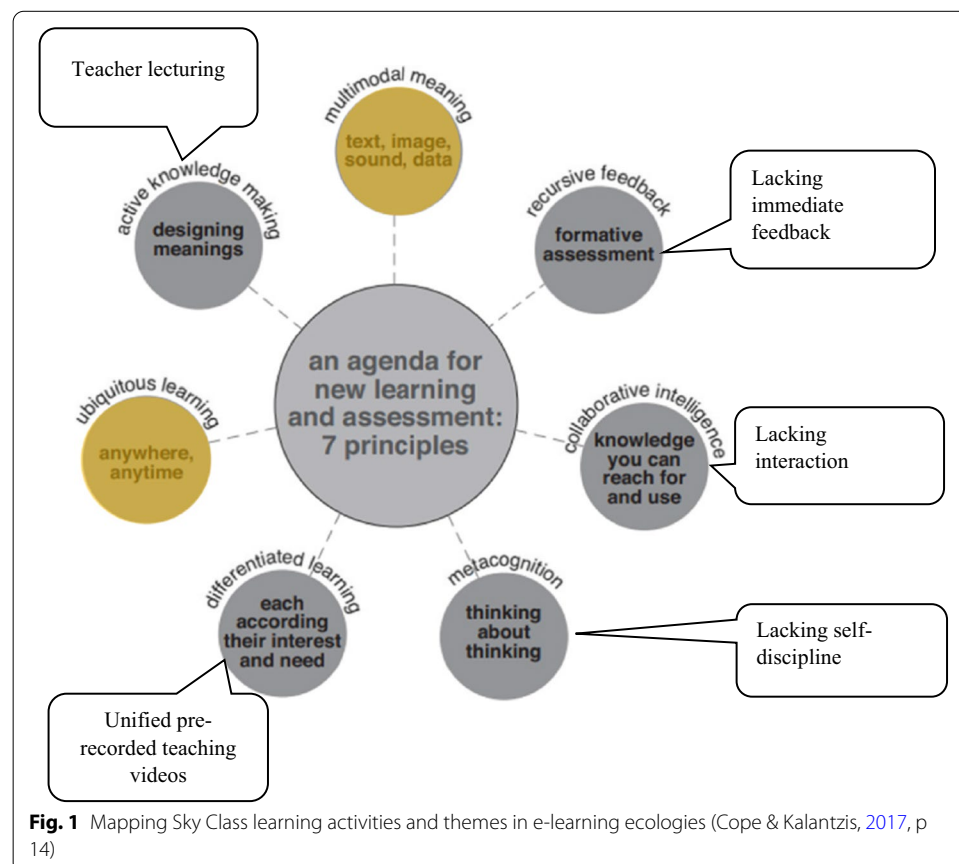 Teacher lecturing
multimodal meaning
text, image,
sound, data
active knowledge making
designing
meanings
recursive feedback
formative
assessment
Lacking
immediate
feedback
an agenda for
new learning
and assessment:
7 principles
ubiquitous learning
anywhere,
anytime
collaborative intelligence
knowledge
you can
reach for
and use
Lacking
interaction
differentiated learning
each
according
their interest
and need
metacognition
thinking
about
thinking
Lacking self-
discipline
Unified pre-
recorded teaching
videos
Fig. 1 Mapping Sky Class learning activities and themes in e-learning ecologies (Cope & Kalantzis, 2017, p
14)